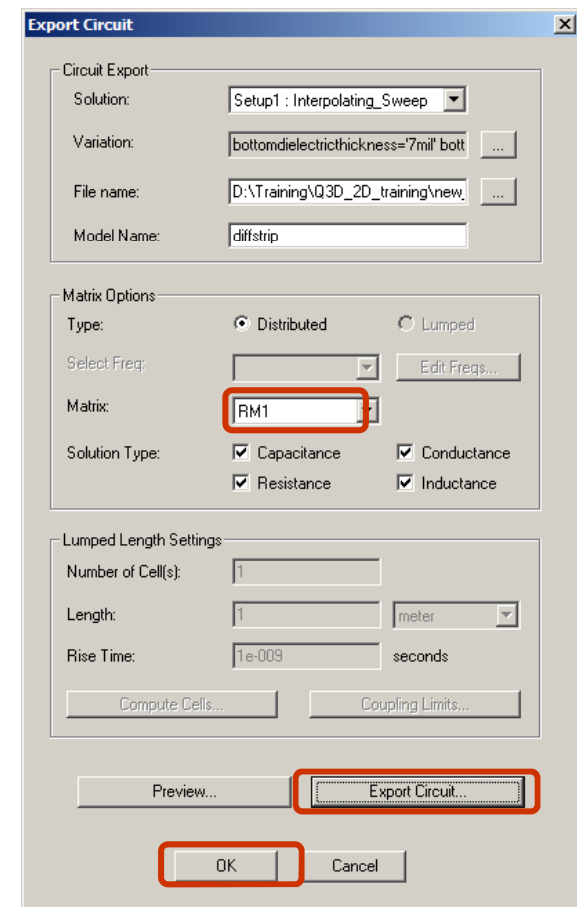 Export Circuit
Circuit Export
Solution: Setup1 : Interpolating_Sweep
Variation: bottomdielectricthickness='7mil' bott ...
File name: D:\Training\Q3D_2D_training\new_ ...
Model Name: diffstrip
Matrix Options
Type: Distributed Lumped
Select Freq: Edit Freqs...
Matrix: RM1
Solution Type: Capacitance Conductance
Resistance Inductance
Lumped Length Settings
Number of Cell(s): 1
Length: 1 meter
Rise Time: 1e-009 seconds
Compute Cells... Coupling Limits...
Preview... Export Circuit...
OK Cancel